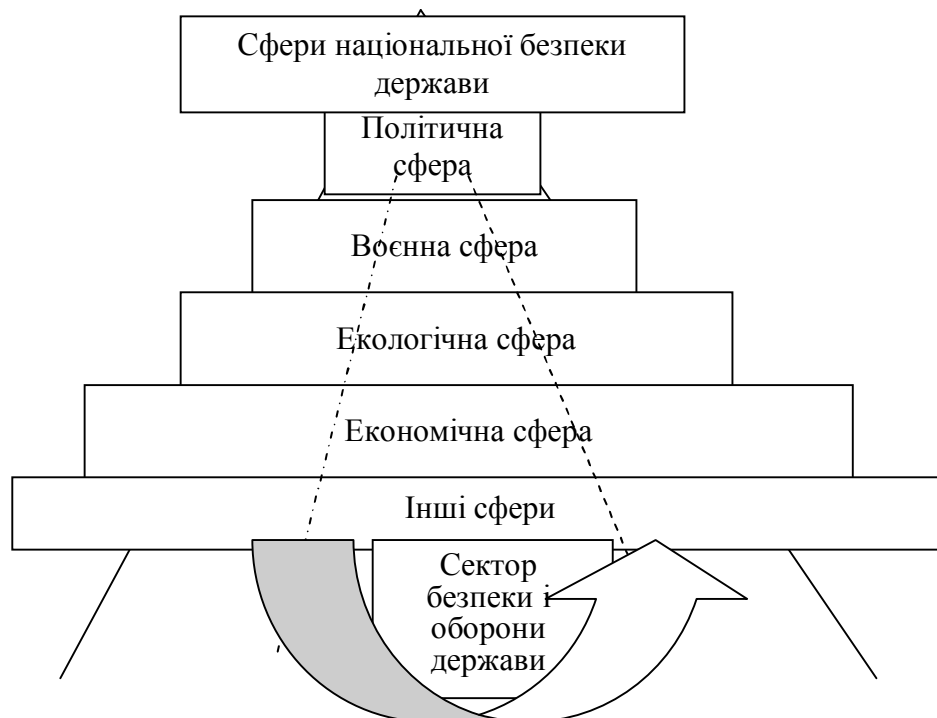 Сфери національної безпеки
держави
Політична
сфера
Воєнна сфера
Екологічна сфера
Економічна сфера
Інші сфери
Сектор
безпеки і
оборони
держави